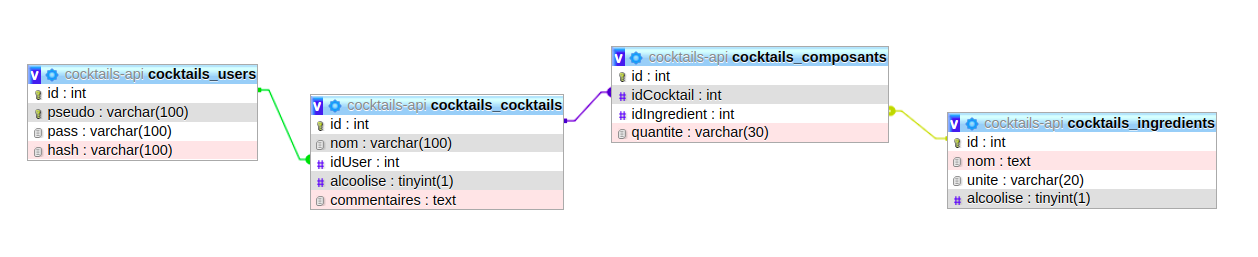 cocktails-api cocktails_users
id : int
pseudo : varchar(100)
pass : varchar(100)
hash : varchar(100)
cocktails-api cocktails_cocktails
id : int
nom : varchar(100)
idUser : int
alcoolise : tinyint(1)
commentaires : text
cocktails-api cocktails_composants
id : int
idCocktail : int
idIngredient : int
quantite : varchar(30)
cocktails-api cocktails_ingredients
id : int
nom : text
unite : varchar(20)
alcoolise : tinyint(1)